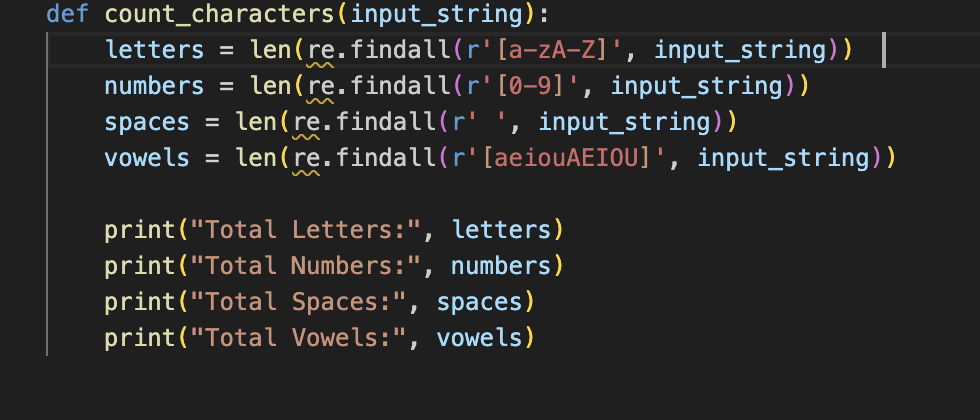 def count_characters(input_string):
    letters = len(re.findall(r'[a-zA-Z]', input_string))
    numbers = len(re.findall(r'[0-9]', input_string))
    spaces = len(re.findall(r' ', input_string))
    vowels = len(re.findall(r'[aeiouAEIOU]', input_string))

    print("Total Letters:", letters)
    print("Total Numbers:", numbers)
    print("Total Spaces:", spaces)
    print("Total Vowels:", vowels)